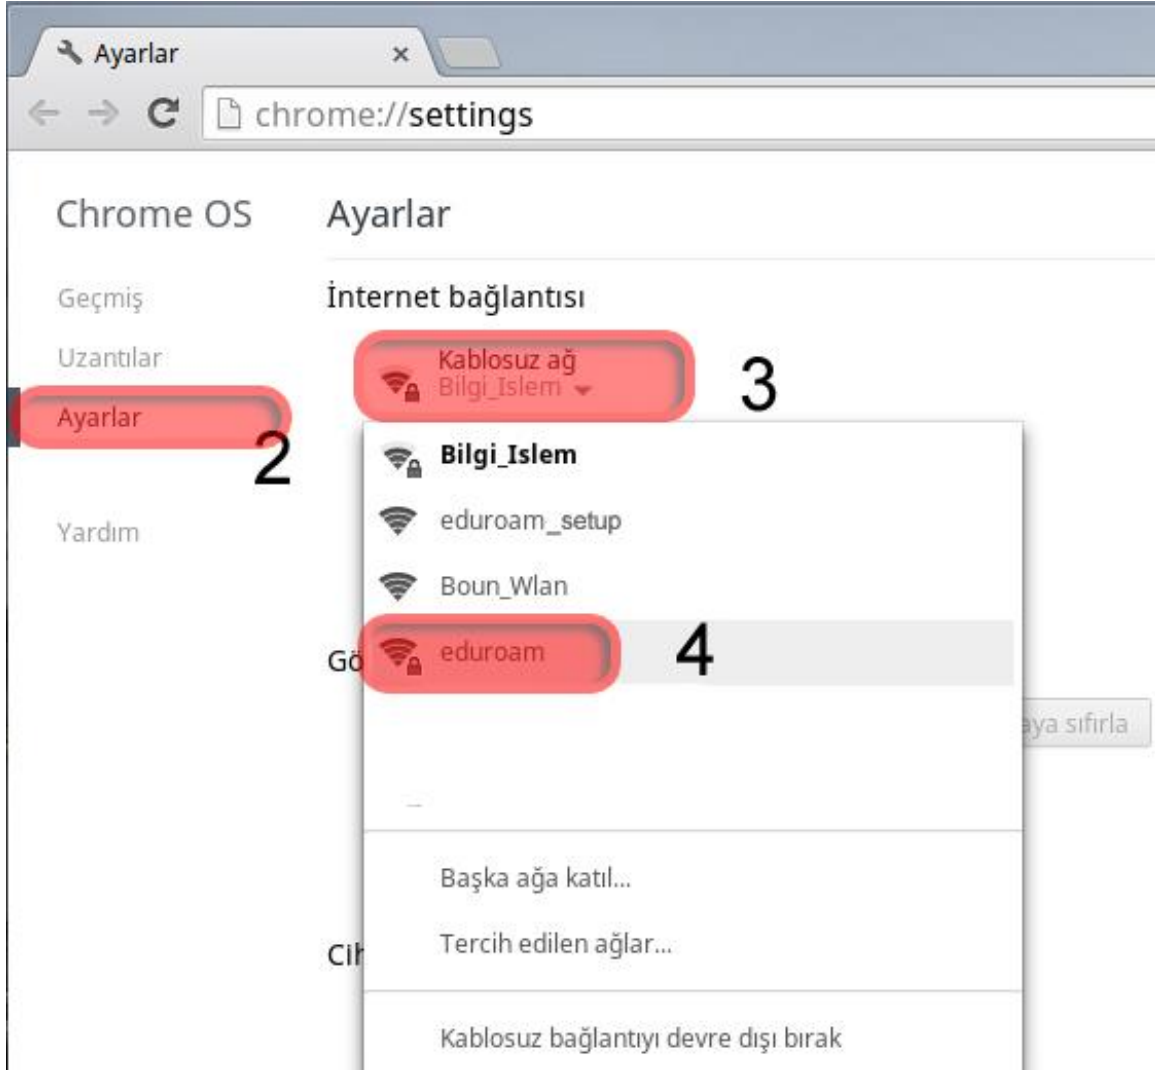 Ayarlar
chrome://settings
Chrome OS
Ayarlar
Geçmiş
İnternet bağlantısı
Uzantılar
Kablosuz ağ
Bilgi_Islem
3
Ayarlar
2
Bilgi_Islem
eduroam_setup
Yardım
Boun_Wlan
eduroam
4
sıfırla
Başka ağa katıl...
Tercih edilen ağlar...
Kablosuz bağlantıyı devre dışı bırak